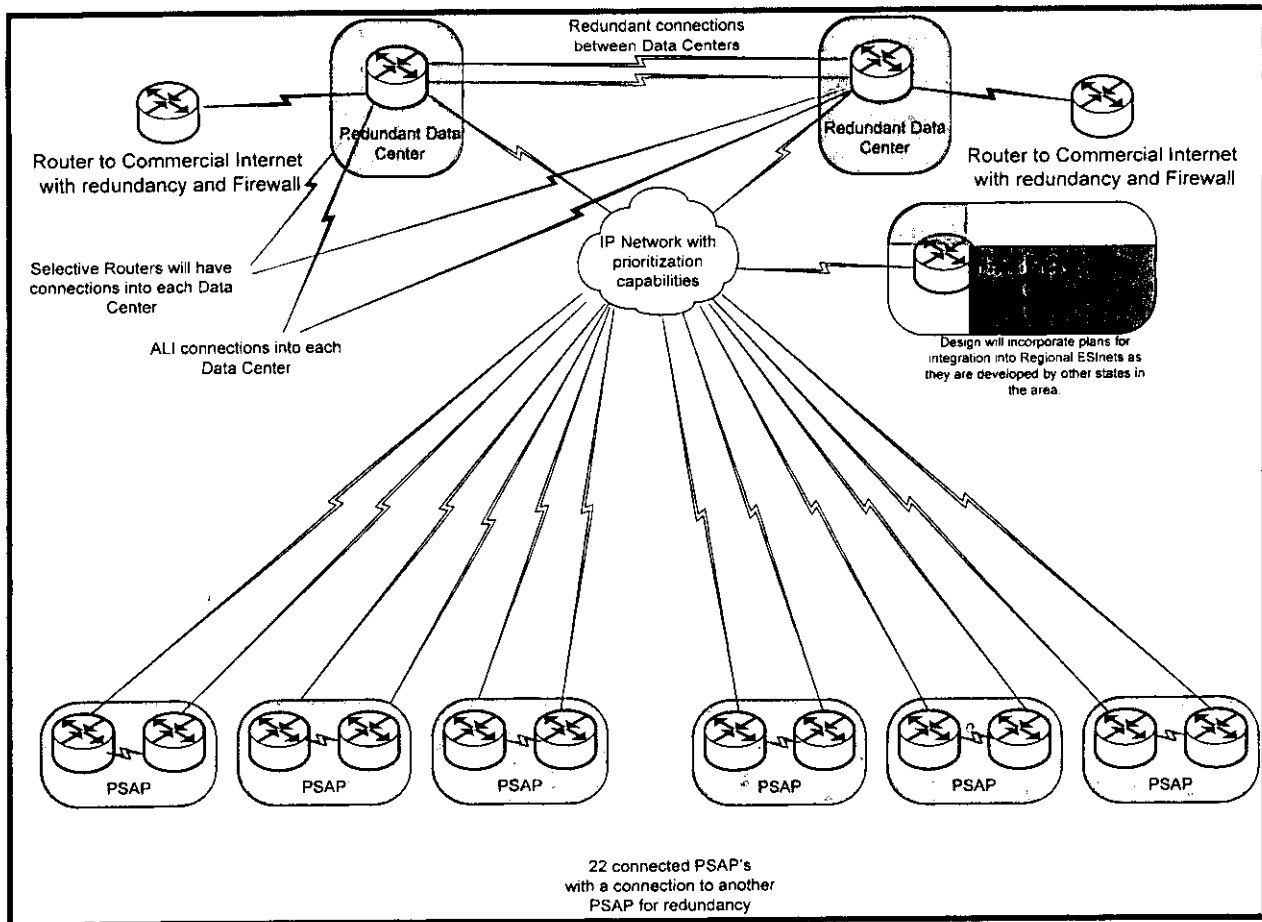 Redundant connections
between Data Centers
Redundant Data
Center
Redundant Data
Center
Router to Commercial Internet
with redundancy and Firewall
Router to Commercial Internet
with redundancy and Firewall
IP Network with
prioritization
capabilities
Selective Routers will have
connections into each Data
Center
ALI connections into each
Data Center
Design will incorporate plans for
integration into Regional ESInets as
they are developed by other states in
the area.
PSAP
PSAP
PSAP
PSAP
PSAP
PSAP
22 connected PSAP's
with a connection to another
PSAP for redundancy